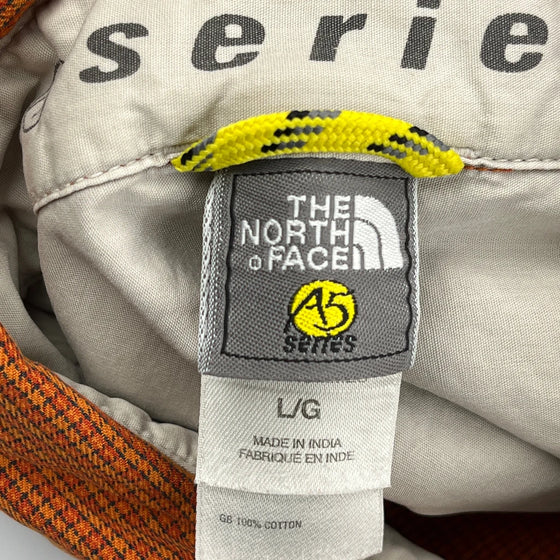 serie
THE
NORTH
FACE
A5
series
L/G
MADE IN INDIA
FABRIQUÉ EN INDE
GB 100% COTTON